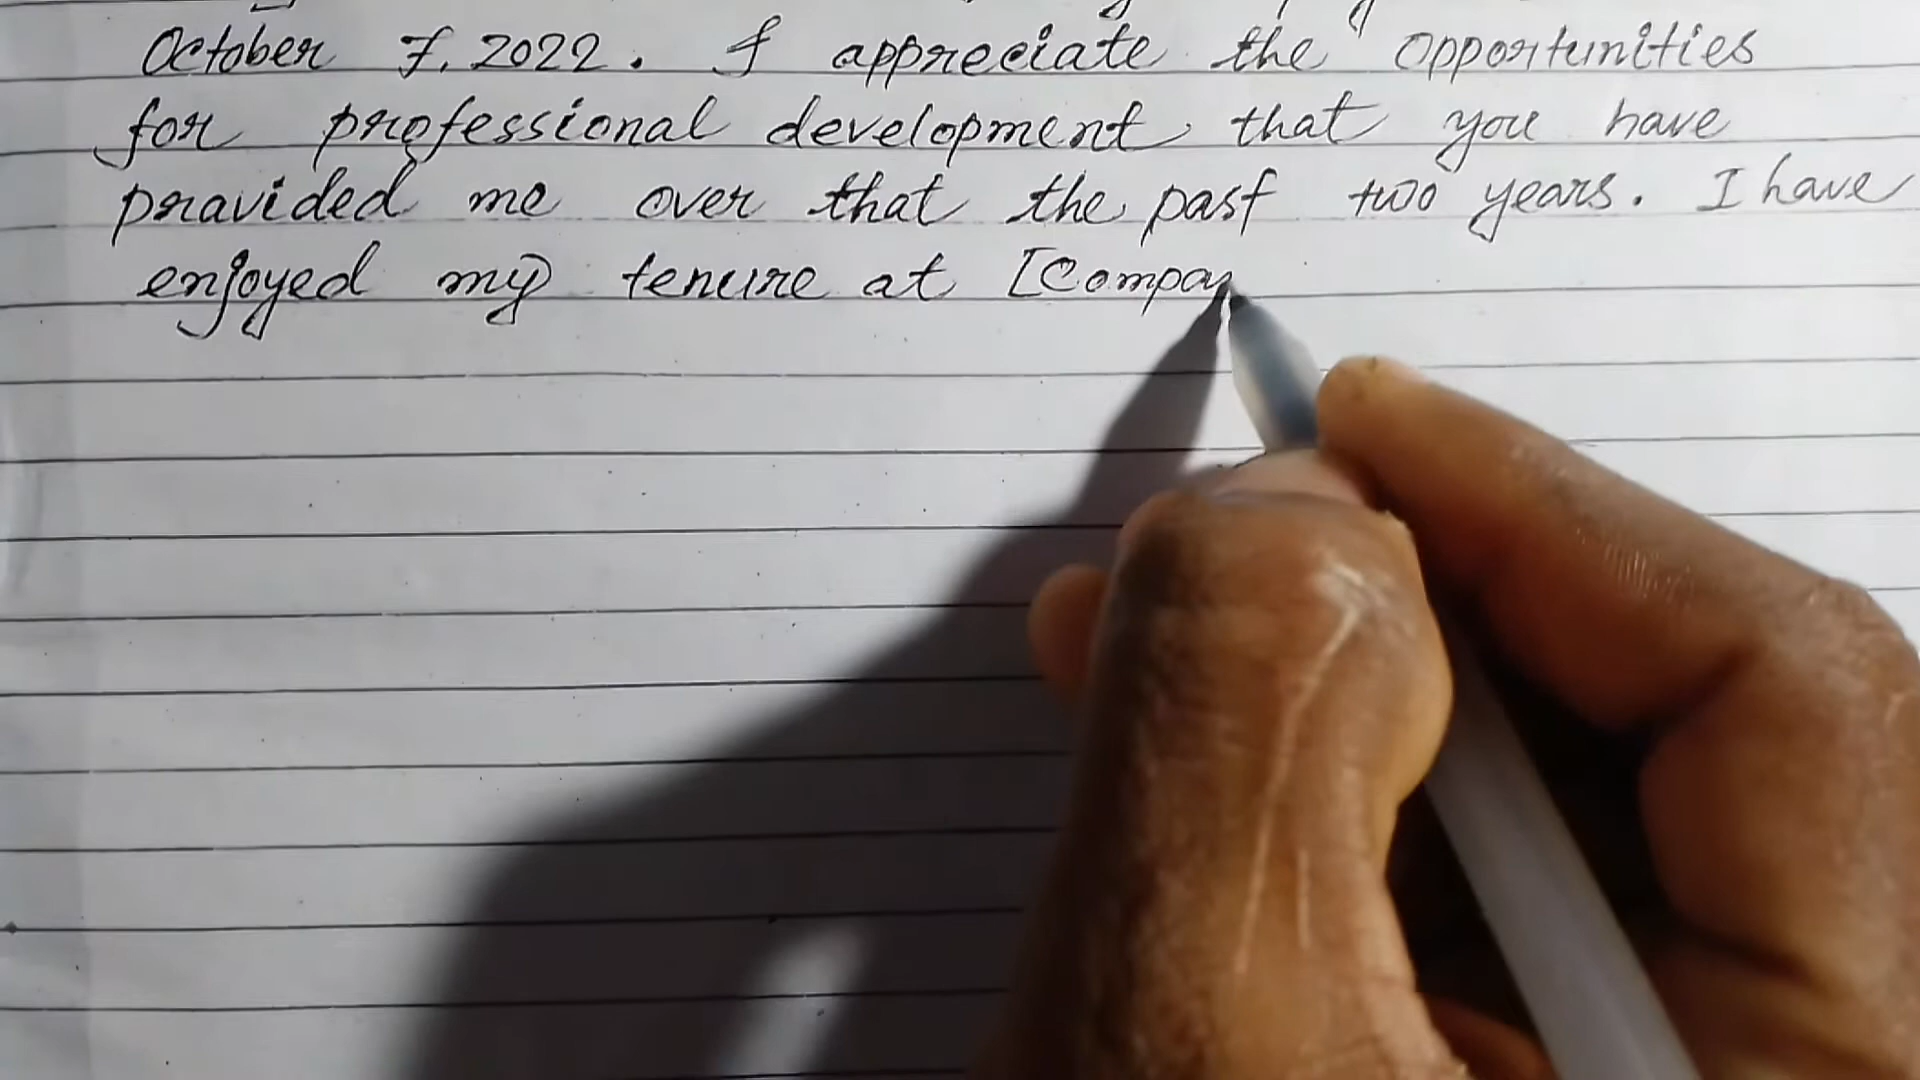 October 7, 2022. I appreciate the opportunities
for professional development that you have
pravided me over that the past two years. I have
enjoyed my tenure at [Compan